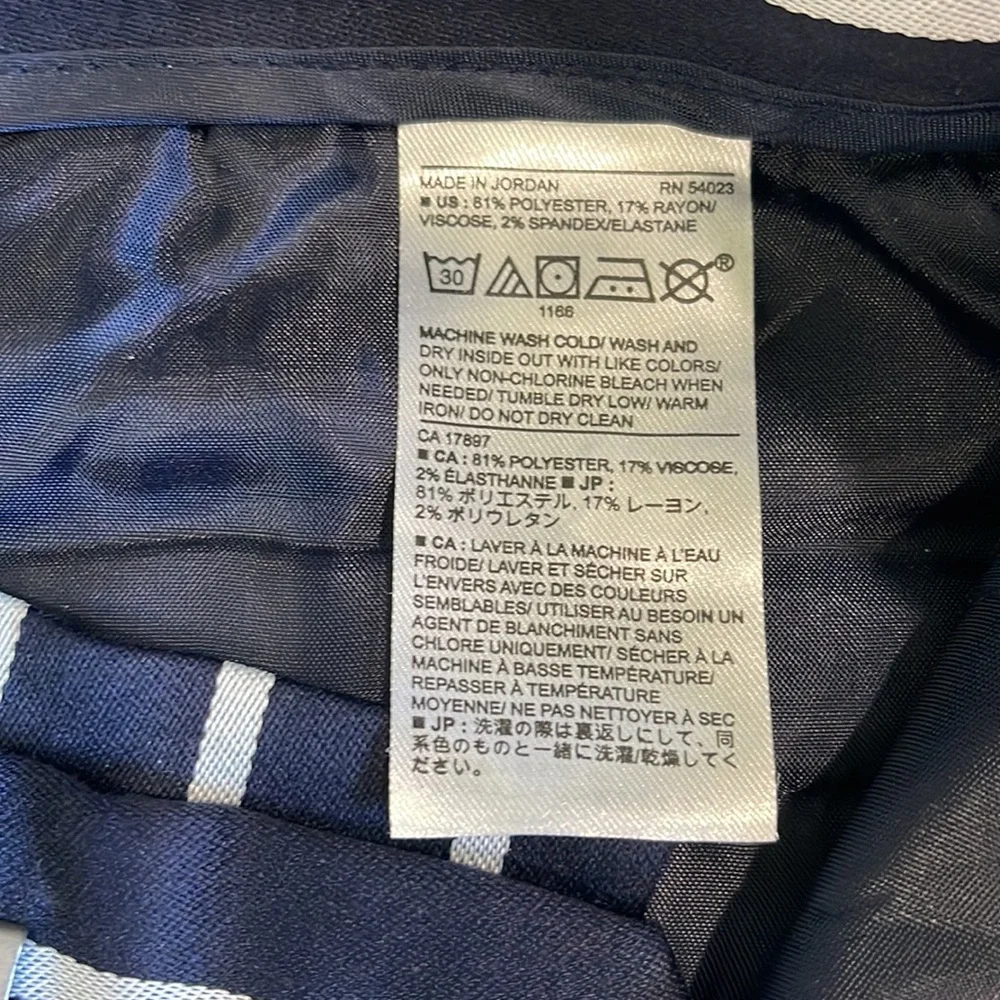 MADE IN JORDAN RN 54023
■ US : 81% POLYESTER, 17% RAYON/
VISCOSE, 2% SPANDEX/ELASTANE
30 ®
1166
MACHINE WASH COLD/ WASH AND
DRY INSIDE OUT WITH LIKE COLORS/
ONLY NON-CHLORINE BLEACH WHEN
NEEDED/ TUMBLE DRY LOW/ WARM
IRON/ DO NOT DRY CLEAN
CA 17897
■ CA : 81% POLYESTER, 17% VISCOSE,
2% ÉLASTHANNE ■ JP :
81% ポリエステル, 17% レーヨン,
2% ポリウレタン
■ CA : LAVER À LA MACHINE À L'EAU
FROIDE/ LAVER ET SÉCHER SUR
L'ENVERS AVEC DES COULEURS
SEMBLABLES/ UTILISER AU BESOIN UN
AGENT DE BLANCHIMENT SANS
CHLORE UNIQUEMENT/ SÉCHER À LA
MACHINE À BASSE TEMPÉRATURE/
REPASSER À TEMPÉRATURE
MOYENNE/ NE PAS NETTOYER À SEC
■ JP : 洗濯の際は裏返しにして、同
系色のものと一緒に洗濯/乾燥してく
ださい。